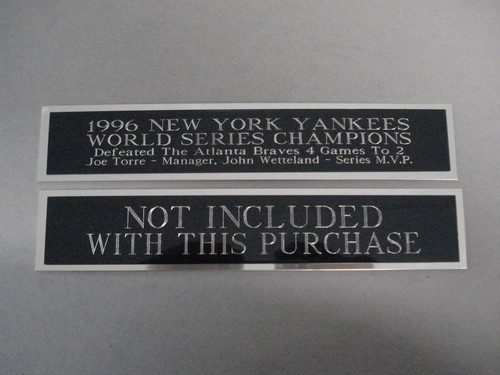 1996 NEW YORK YANKEES
WORLD SERIES CHAMPIONS
Defeated The Atlanta Braves 4 Games To 2
Joe Torre - Manager, John Wetteland - Series M.V.P.
NOT INCLUDED
WITH THIS PURCHASE